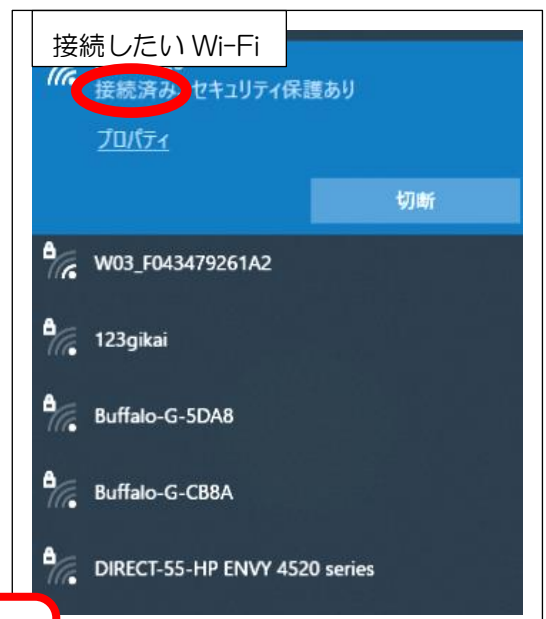 接続したい Wi-Fi
接続済み、セキュリティ保護あり
プロパティ
切断
W03_F043479261A2
123gikai
Buffalo-G-5DA8
Buffalo-G-CB8A
DIRECT-55-HP ENVY 4520 series